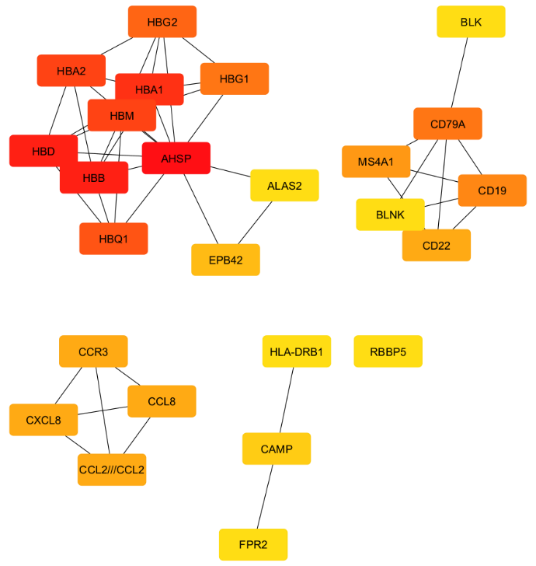 HBG2
BLK
HBA2
HBG1
HBA1
HBM
CD79A
HBD
AHSP
MS4A1
HBB
ALAS2
CD19
BLNK
HBQ1
CD22
EPB42
CCR3
HLA-DRB1
RBBP5
CCL8
CXCL8
CAMP
CCL2///CCL2
FPR2